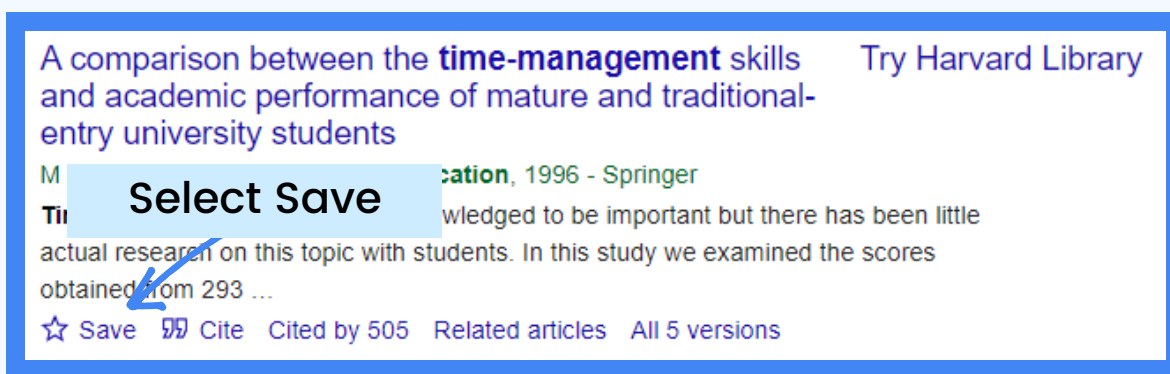 A comparison between the time-management skills
and academic performance of mature and traditional-
entry university students
Try Harvard Library
M cation, 1996 - Springer
Select Save
wledged to be important but there has been little
actual research on this topic with students. In this study we examined the scores
obtained from 293 ...
Save Cite Cited by 505 Related articles All 5 versions